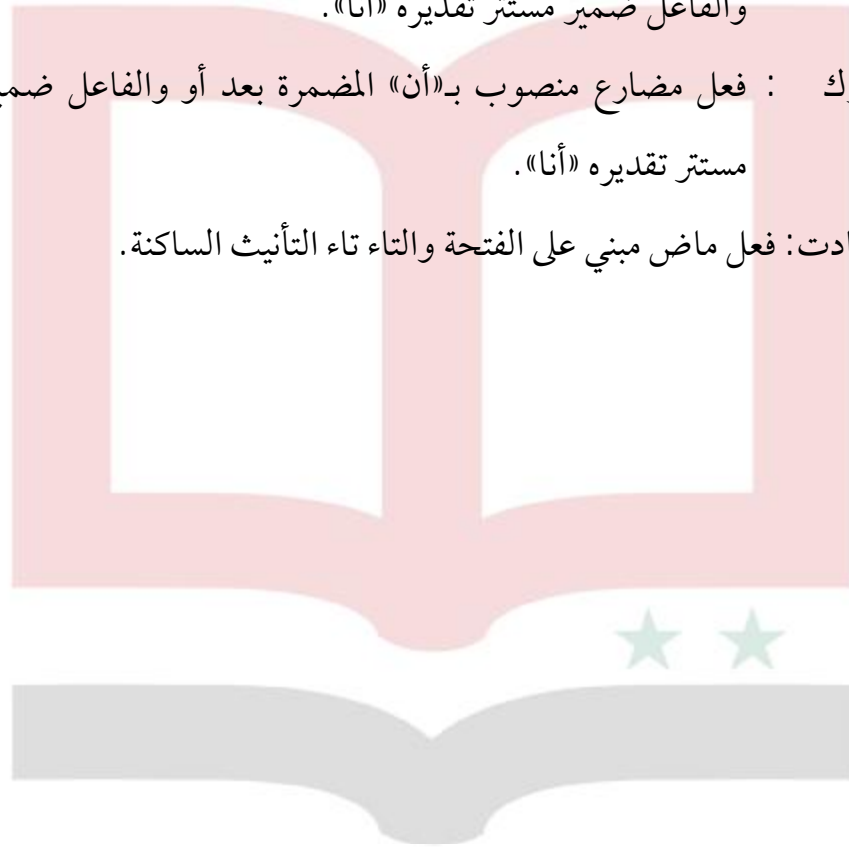 والفاعل ضمير مستتر تقديره «أنا».
: فعل مضارع منصوب بـ«أن» المضمرة بعد أو والفاعل
مستتر تقديره «أنا».
: فعل ماض مبني على الفتحة والتاء تاء التأنيث الساكنة.